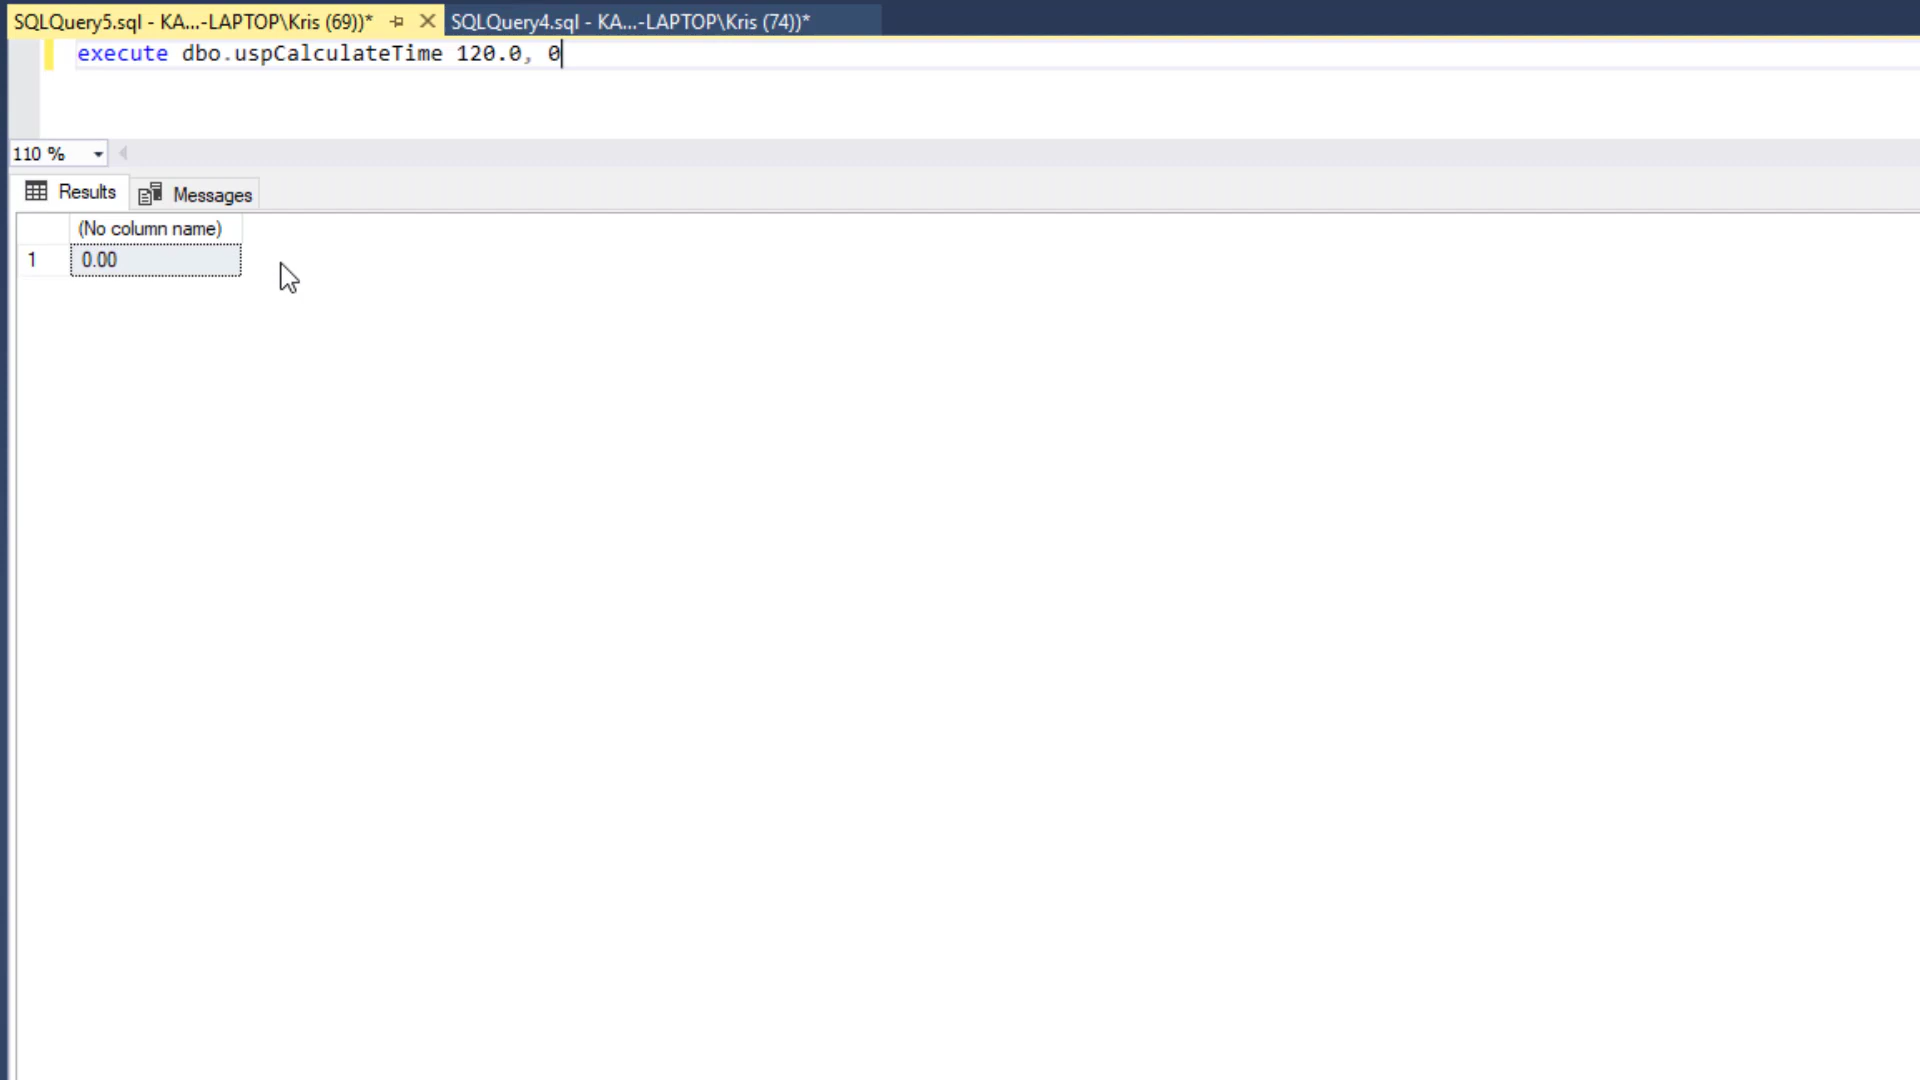 SQLQuery5.sql - KA...-LAPTOP\Kris (69))* SQLQuery4.sql - KA...-LAPTOP\Kris (74))*
execute dbo.uspCalculateTime 120.0, 0
110 %
Results Messages
(No column name)
1 0.00